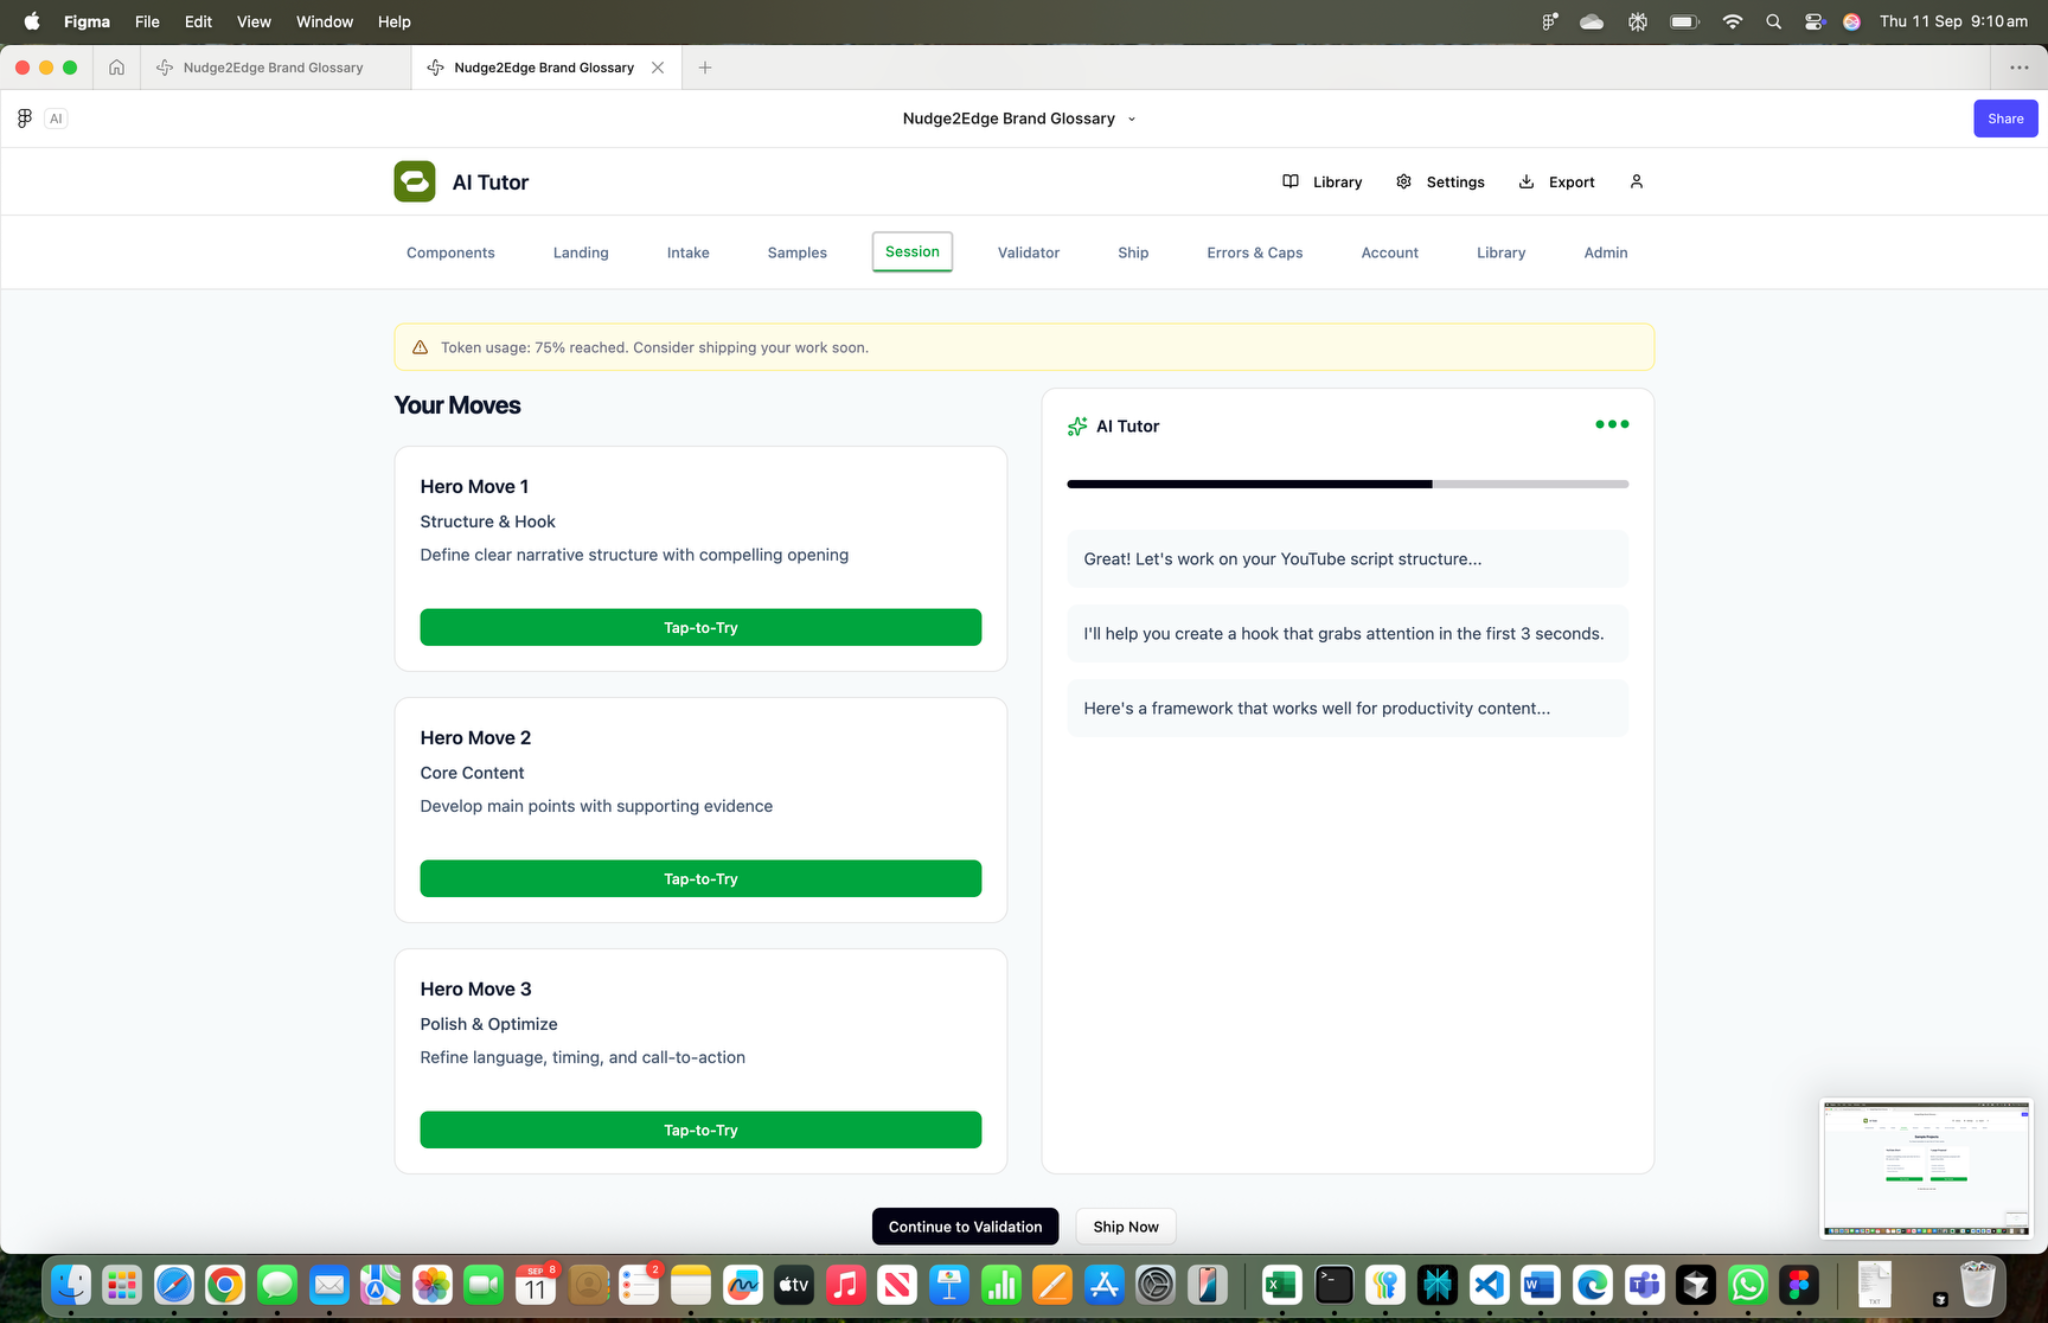 Figma File Edit View Window Help Thu 11 Sep 9:10 am
Nudge2Edge Brand Glossary Nudge2Edge Brand Glossary
AI Nudge2Edge Brand Glossary Share
AI Tutor Library Settings Export
Components Landing Intake Samples Session Validator Ship Errors & Caps Account Library Admin
Token usage: 75% reached. Consider shipping your work soon.
Your Moves
Hero Move 1
Structure & Hook
Define clear narrative structure with compelling opening
Tap-to-Try
Hero Move 2
Core Content
Develop main points with supporting evidence
Tap-to-Try
Hero Move 3
Polish & Optimize
Refine language, timing, and call-to-action
Tap-to-Try
AI Tutor
Great! Let's work on your YouTube script structure...
I'll help you create a hook that grabs attention in the first 3 seconds.
Here's a framework that works well for productivity content...
Continue to Validation Ship Now
SEP 8
11
2
tv
TXT